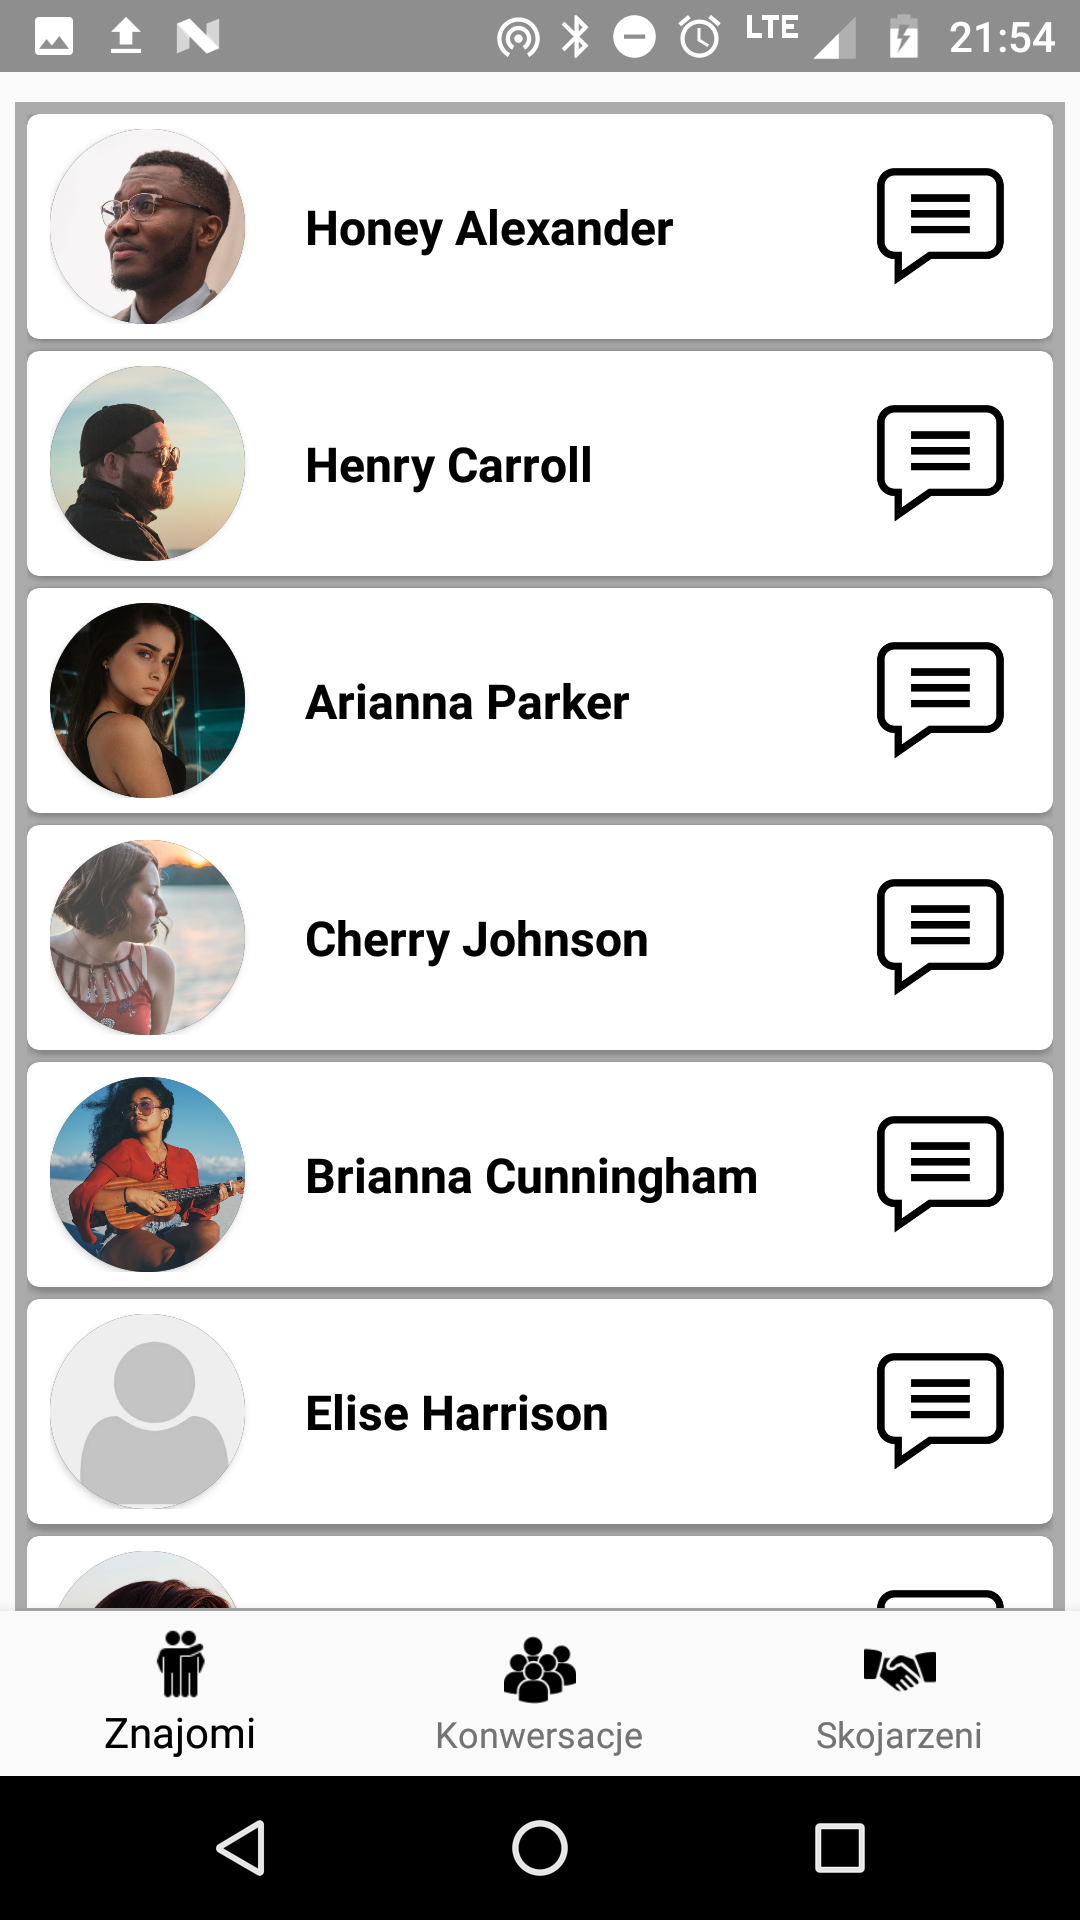 LTE 21:54
Honey Alexander
Henry Carroll
Arianna Parker
Cherry Johnson
Brianna Cunningham
Elise Harrison
Znajomi Konwersacje Skojarzeni